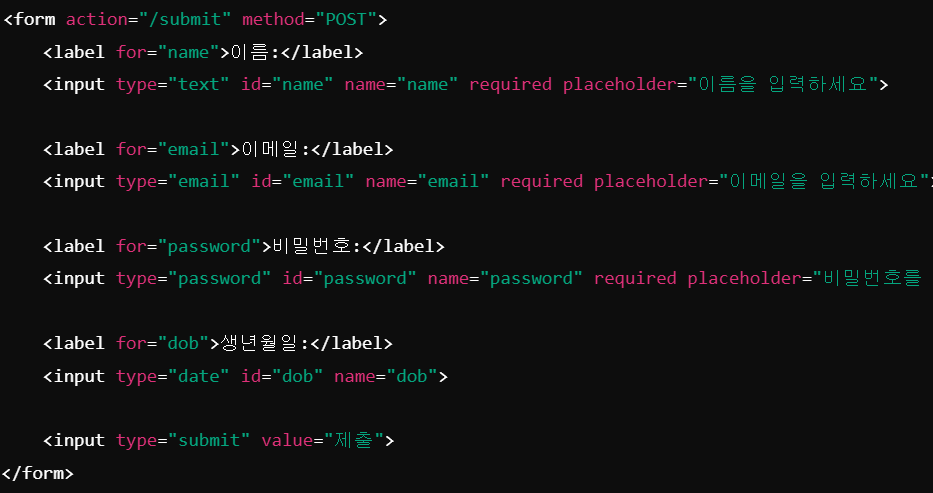 <form action="/submit" method="POST">
<label for="name">이름:</label>
<input type="text" id="name" name="name" required placeholder="이름을 입력하세요">
<label for="email">이메일:</label>
<input type="email" id="email" name="email" required placeholder="이메일을 입력하세요">
<label for="password">비밀번호:</label>
<input type="password" id="password" name="password" required placeholder="비밀번호를
<label for="dob">생년월일:</label>
<input type="date" id="dob" name="dob">
<input type="submit" value="제출">
</form>